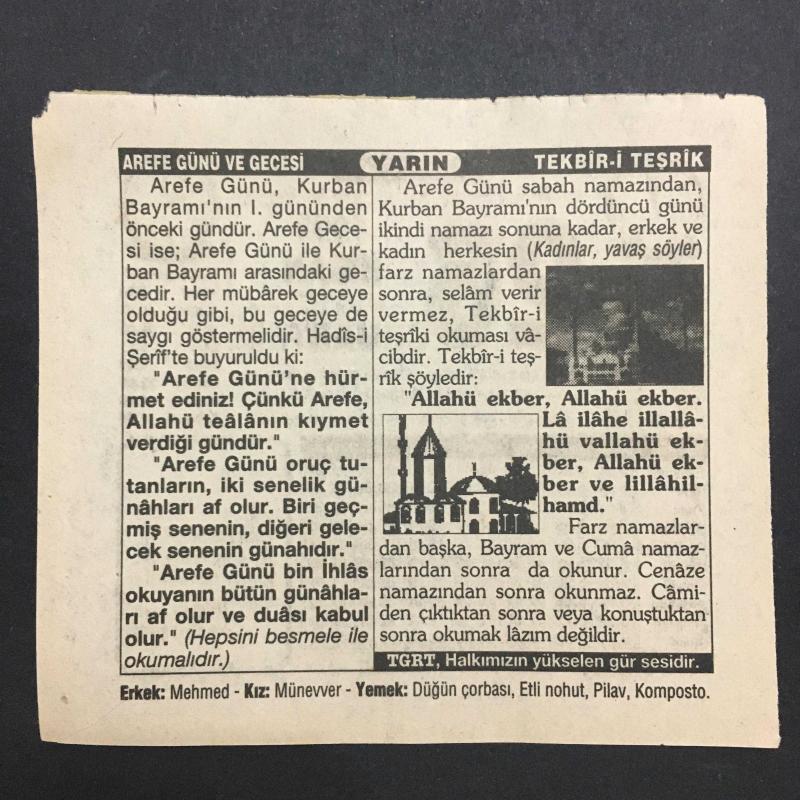 AREFE GÜNÜ VE GECESİ
YARIN
TEKBÎR-İ TEŞRÎK
Arefe Günü, Kurban
Bayramı'nın I. gününden
önceki gündür. Arefe Gece-
si ise; Arefe Günü ile Kur-
ban Bayramı arasındaki ge-
cedir. Her mübârek geceye
olduğu gibi, bu geceye de
saygı göstermelidir. Hadîs-i
Şerîf'te buyuruldu ki:
"Arefe Günü'ne hür-
met ediniz! Çünkü Arefe,
Allahü teâlânın kıymet
verdiği gündür."
"Arefe Günü oruç tu-
tanların, iki senelik gü-
nâhları af olur. Biri geç-
miş senenin, diğeri gele-
cek senenin günahıdır."
"Arefe Günü bin İhlâs
okuyanın bütün günâhla-
rı af olur ve duâsı kabul
olur." (Hepsini besmele ile
okumalıdır.)
Arefe Günü sabah namazından,
Kurban Bayramı'nın dördüncü günü
ikindi namazı sonuna kadar, erkek ve
kadın herkesin (Kadınlar, yavaş söyler)
farz namazlardan
sonra, selâm verir
vermez, Tekbîr-i
teşrîki okuması vâ-
cibdir. Tekbîr-i teş-
rîk şöyledir:
"Allahü ekber, Allahü ekber.
Lâ ilâhe illallâ-
hü vallahü ek-
ber, Allahü ek-
ber ve lillâhil-
hamd."
Farz namazlar-
dan başka, Bayram ve Cumâ namaz-
larından sonra da okunur. Cenâze
namazından sonra okunmaz. Câmi-
den çıktıktan sonra veya konuştuktan
sonra okumak lâzım değildir.
TGRT, Halkımızın yükselen gür sesidir.
Erkek: Mehmed - Kız: Münevver - Yemek: Düğün çorbası, Etli nohut, Pilav, Komposto.